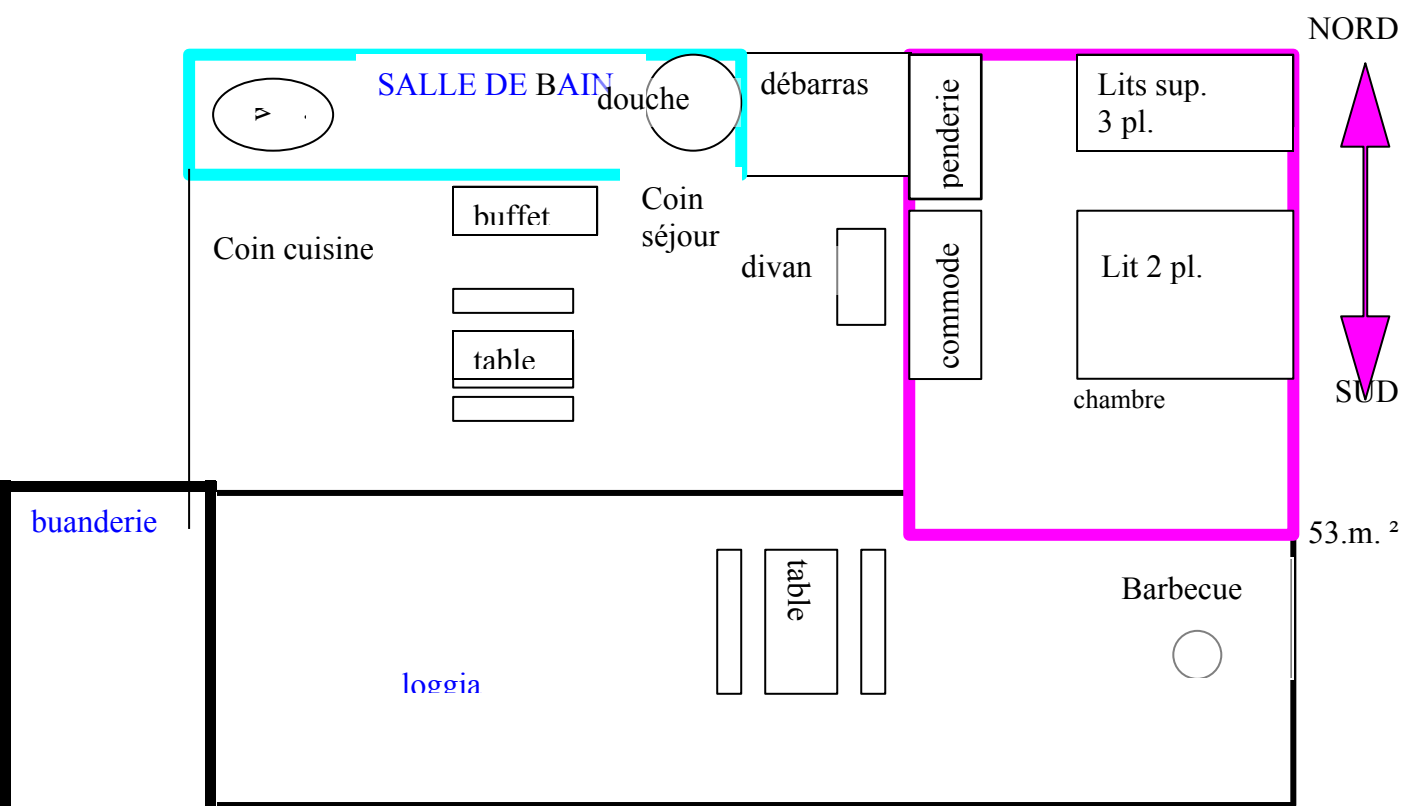 NORD
SALLE DE BAIN
douche
débarras
penderie
Lits sup.
3 pl.
buffet
Coin
séjour
Coin cuisine
divan
commode
Lit 2 pl.
table
chambre
SUD
buanderie
53.m. ²
table
Barbecue
loggia